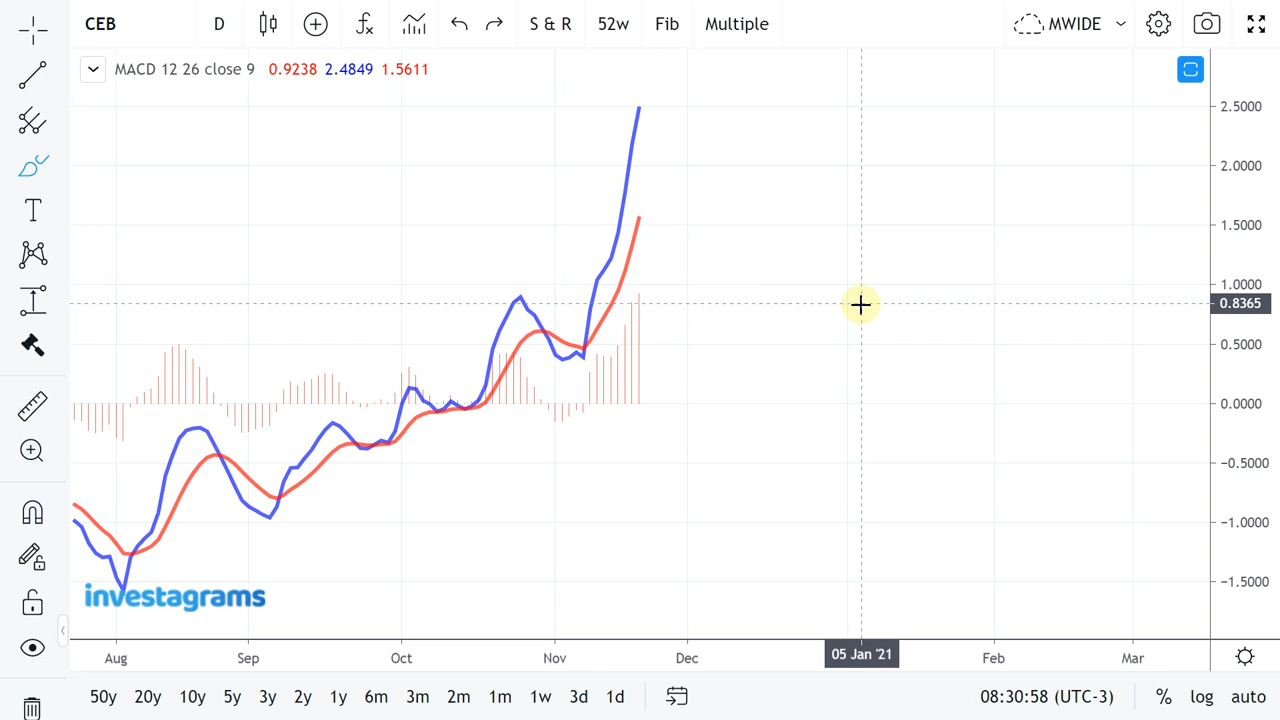 CEB D S & R 52w Fib Multiple MWIDE
MACD 12 26 close 9 0.9238 2.4849 1.5611
2.5000
2.0000
1.5000
1.0000
0.8365
0.5000
0.0000
−0.5000
−1.0000
−1.5000
investagrams
Aug Sep Oct Nov Dec 05 Jan '21 Feb Mar
50y 20y 10y 5y 3y 2y 1y 6m 3m 2m 1m 1w 3d 1d 08:30:58 (UTC-3) % log auto